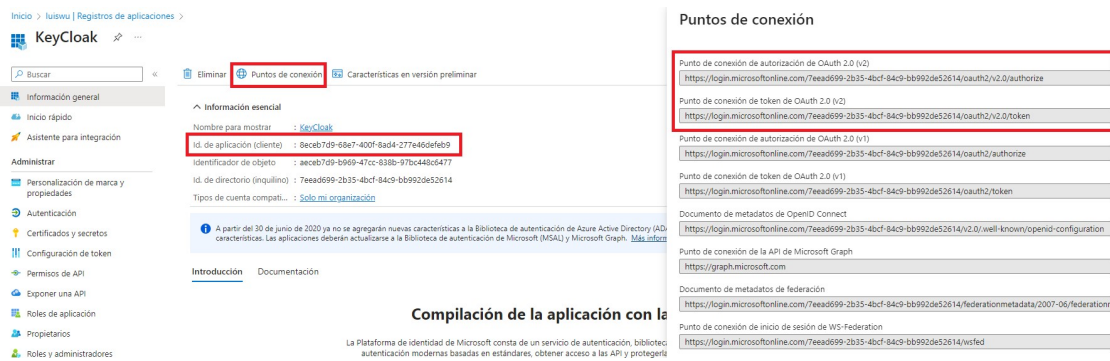 Inicio > luiswu | Registros de aplicaciones >
KeyCloak
Buscar
Información general
Inicio rápido
Asistente para integración
Administrar
Personalización de marca y
propiedades
Autenticación
Certificados y secretos
Configuración de token
Permisos de API
Exponer una API
Roles de aplicación
Propietarios
Roles y administradores
Eliminar
Puntos de conexión
Características en versión preliminar
Información esencial
Nombre para mostrar : KeyCloak
Id. de aplicación (cliente) : 8eceb7d9-68e7-400f-8ad4-277e46defeb9
Identificador de objeto : aeceb7d9-b969-47cc-838b-97bc448c6477
Id. de directorio (inquilino) : 7eead699-2b35-4bcf-84c9-bb992de52614
Tipos de cuenta compati... : Solo mi organización
A partir del 30 de junio de 2020 ya no se agregarán nuevas características a la Biblioteca de autenticación de Azure Active Directory (AD
características. Las aplicaciones deberán actualizarse a la Biblioteca de autenticación de Microsoft (MSAL) y Microsoft Graph. Más inform
Introducción
Documentación
Compilación de la aplicación con la
La Plataforma de identidad de Microsoft consta de un servicio de autenticación, bibliotec
autenticación modernas basadas en estándares, obtener acceso a las API y protegerla
Puntos de conexión
Punto de conexión de autorización de OAuth 2.0 (v2)
https://login.microsoftonline.com/7eead699-2b35-4bcf-84c9-bb992de52614/oauth2/v2.0/authorize
Punto de conexión de token de OAuth 2.0 (v2)
https://login.microsoftonline.com/7eead699-2b35-4bcf-84c9-bb992de52614/oauth2/v2.0/token
Punto de conexión de autorización de OAuth 2.0 (v1)
https://login.microsoftonline.com/7eead699-2b35-4bcf-84c9-bb992de52614/oauth2/authorize
Punto de conexión de token de OAuth 2.0 (v1)
https://login.microsoftonline.com/7eead699-2b35-4bcf-84c9-bb992de52614/oauth2/token
Documento de metadatos de OpenID Connect
https://login.microsoftonline.com/7eead699-2b35-4bcf-84c9-bb992de52614/v2.0/.well-known/openid-configuration
Punto de conexión de la API de Microsoft Graph
https://graph.microsoft.com
Documento de metadatos de federación
https://login.microsoftonline.com/7eead699-2b35-4bcf-84c9-bb992de52614/federationmetadata/2007-06/federationm
Punto de conexión de inicio de sesión de WS-Federation
https://login.microsoftonline.com/7eead699-2b35-4bcf-84c9-bb992de52614/wsfed